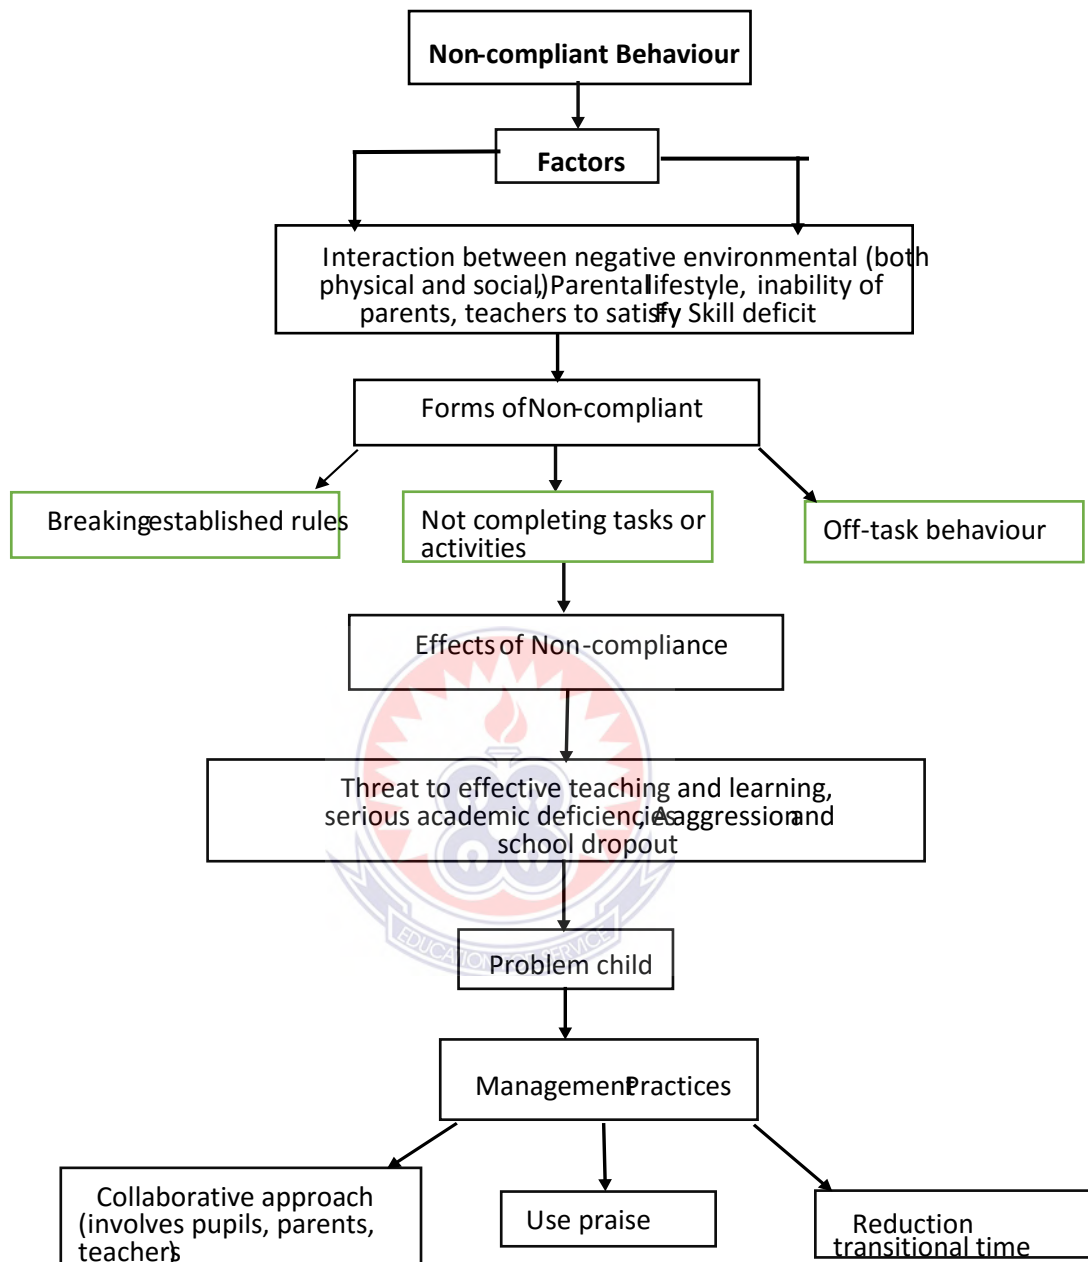 Non-compliant Behaviour
Factors
Interaction between negative environmental (both
physical and social,) Parental lifestyle, inability of
parents, teachers to satisfy Skill deficit
Forms of Non-compliant
Breaking established rules
Not completing tasks or
activities
Off-task behaviour
Effects of Non-compliance
Threat to effective teaching and learning,
serious academic deficiencies, aggression and
school dropout
EDUCATION FOR SERVICE
Problem child
Management Practices
Collaborative approach
(involves pupils, parents,
teachers)
Use praise
Reduction
transitional time